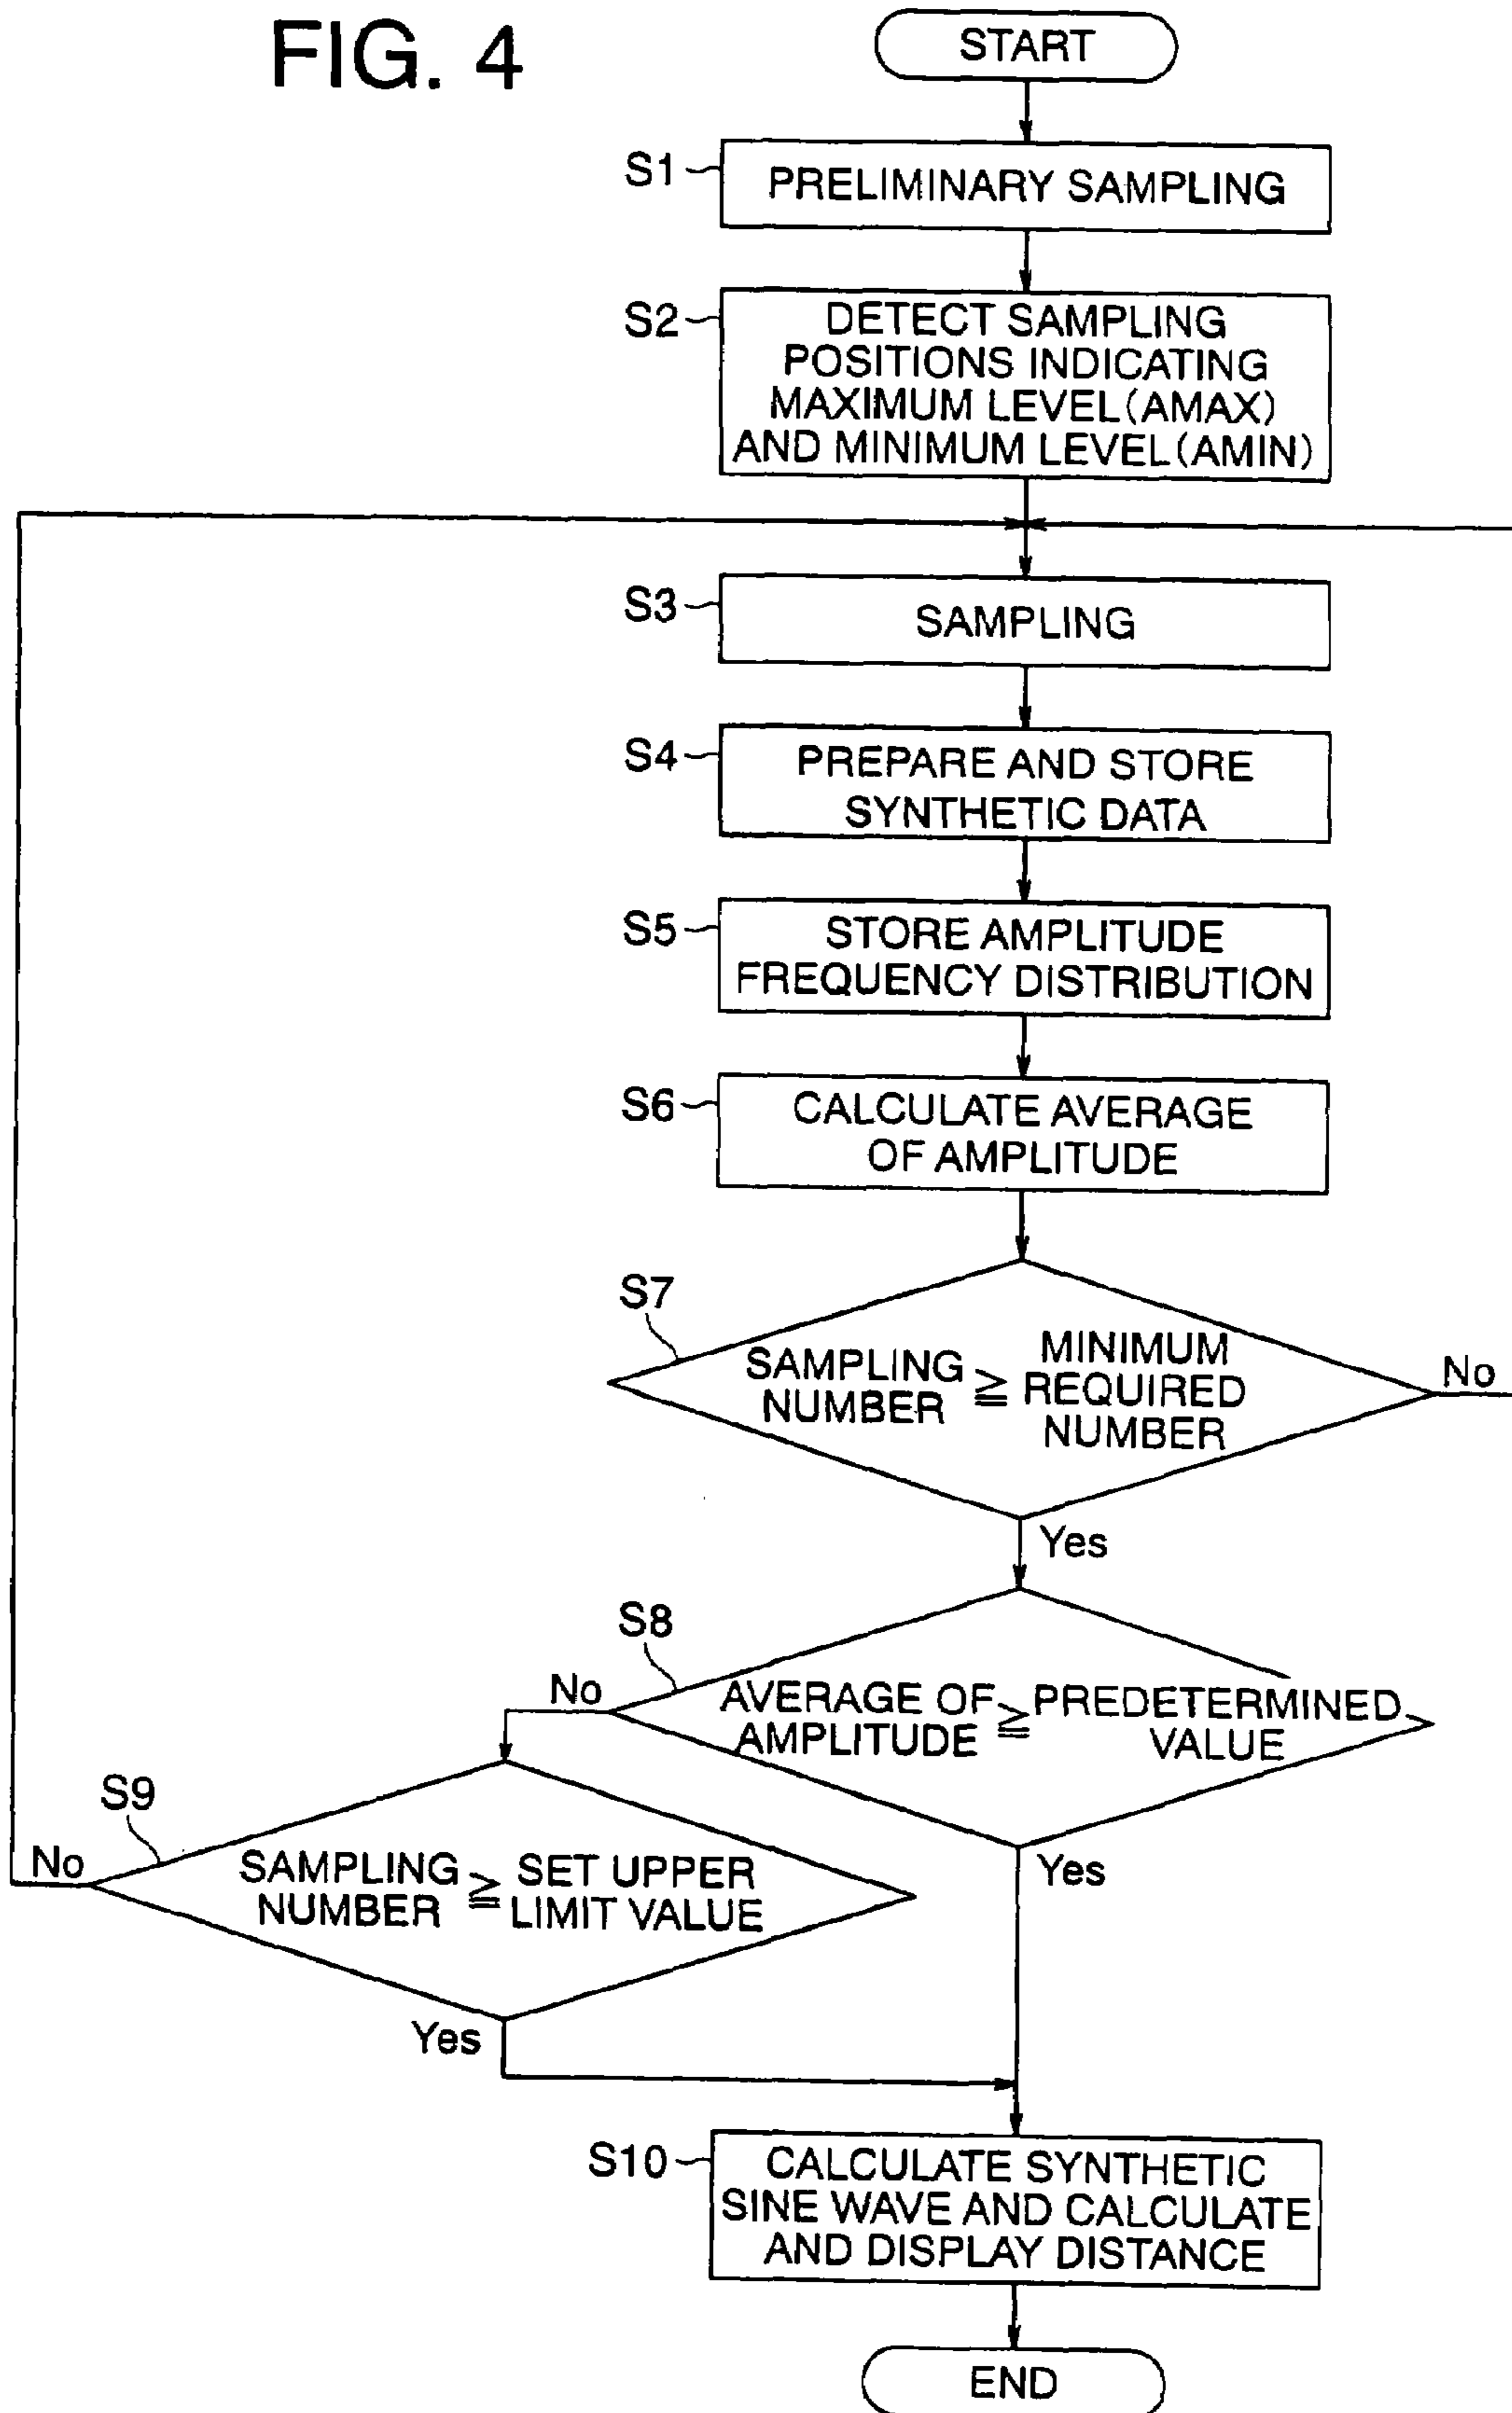 FIG. 4
START
S1
PRELIMINARY SAMPLING
S2
DETECT SAMPLING
POSITIONS INDICATING
MAXIMUM LEVEL(AMAX)
AND MINIMUM LEVEL(AMIN)
S3
SAMPLING
S4
PREPARE AND STORE
SYNTHETIC DATA
S5
STORE AMPLITUDE
FREQUENCY DISTRIBUTION
S6
CALCULATE AVERAGE
OF AMPLITUDE
S7
SAMPLING
NUMBER
≧
MINIMUM
REQUIRED
NUMBER
No
Yes
S8
AVERAGE OF
AMPLITUDE
≧
PREDETERMINED
VALUE
No
Yes
S9
SAMPLING
NUMBER
≧
SET UPPER
LIMIT VALUE
No
Yes
S10
CALCULATE SYNTHETIC
SINE WAVE AND CALCULATE
AND DISPLAY DISTANCE
END